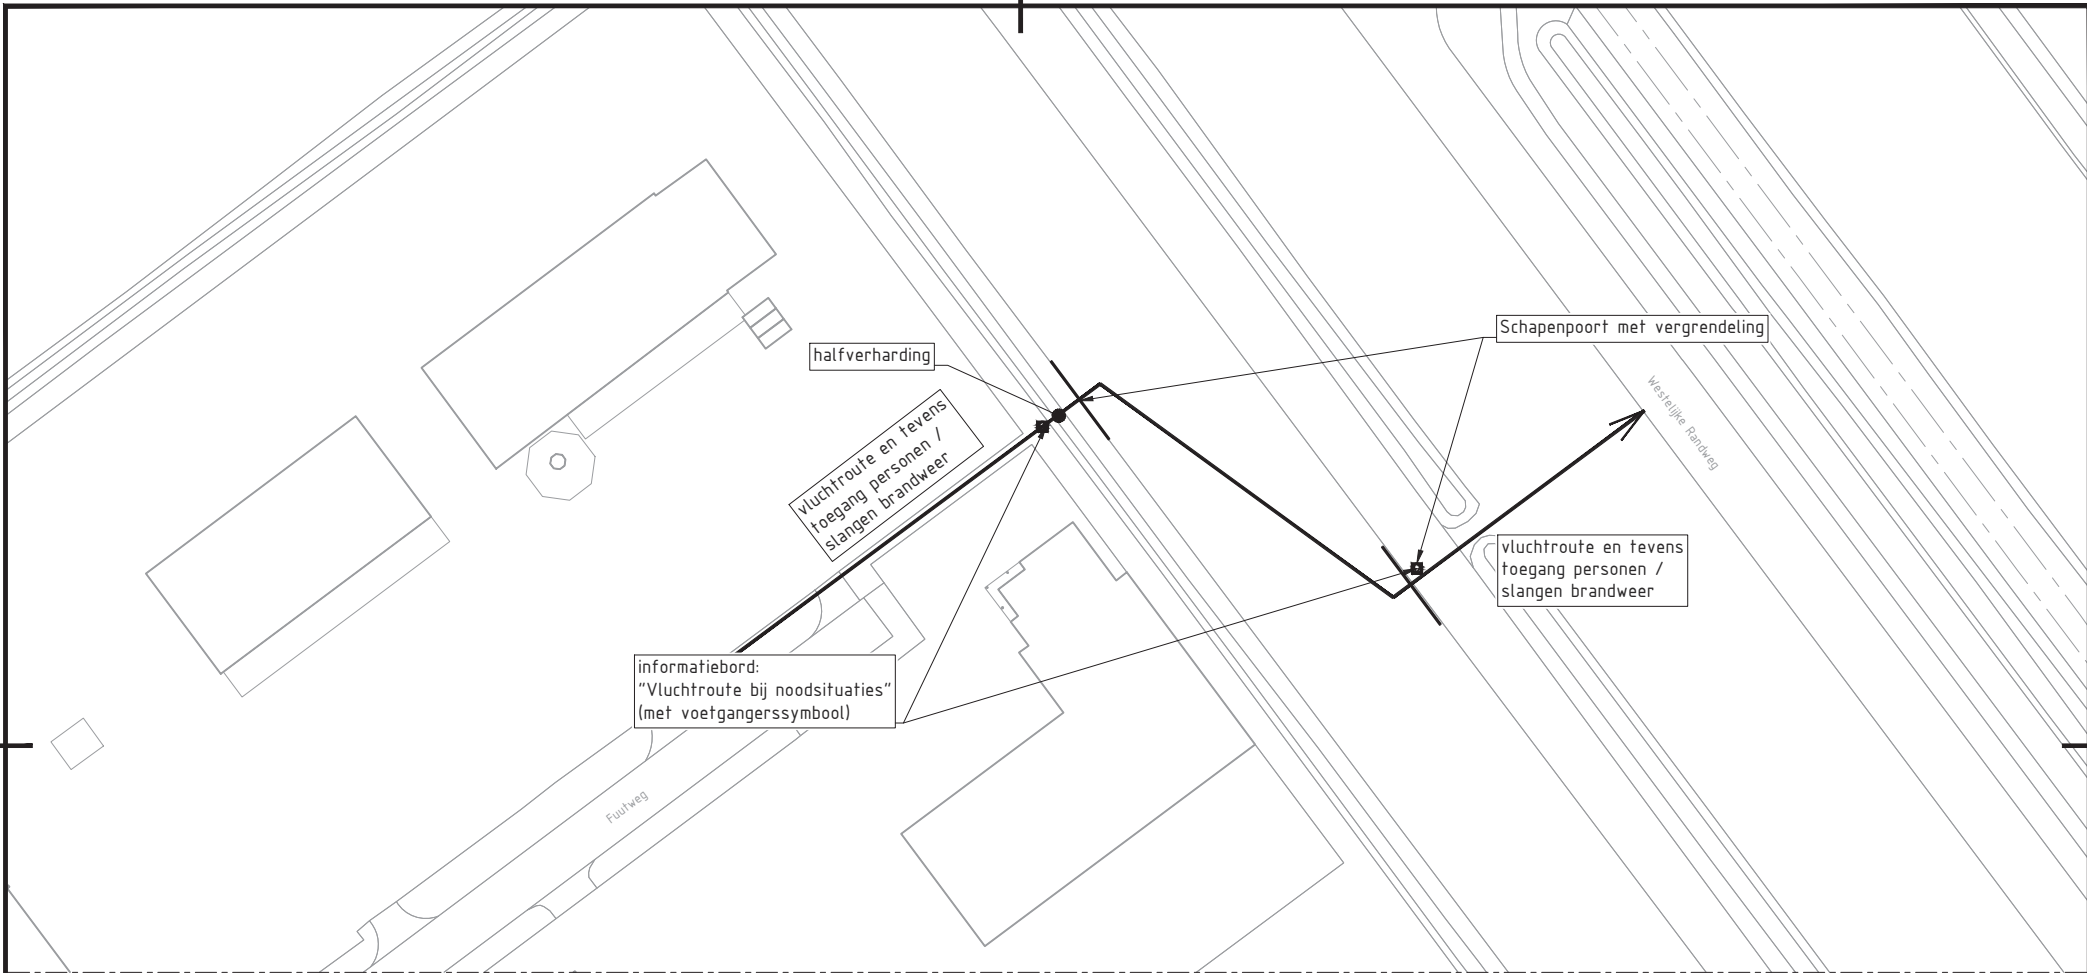 Schapenpoort met vergrendeling
halfverharding
vluchtroute en tevens
toegang personen /
slangen brandweer
Westelijke Randweg
vluchtroute en tevens
toegang personen /
slangen brandweer
informatiebord:
"Vluchtroute bij noodsituaties"
(met voetgangerssymbool)
Fuutweg